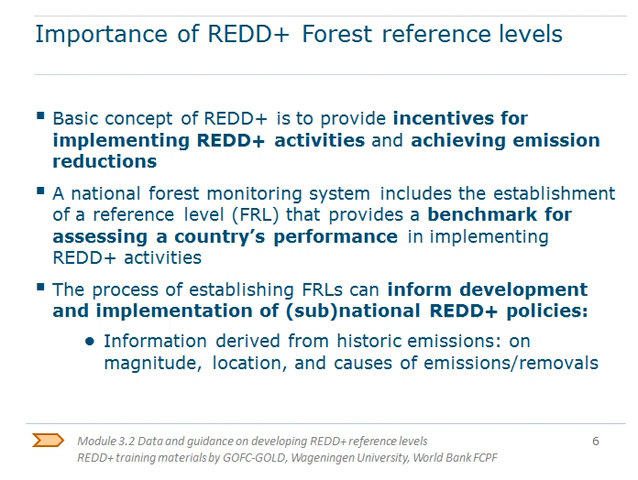 Importance of REDD+ Forest reference levels
▪ Basic concept of REDD+ is to provide incentives for
implementing REDD+ activities and achieving emission
reductions
▪ A national forest monitoring system includes the establishment
of a reference level (FRL) that provides a benchmark for
assessing a country’s performance in implementing
REDD+ activities
▪ The process of establishing FRLs can inform development
and implementation of (sub)national REDD+ policies:
● Information derived from historic emissions: on
magnitude, location, and causes of emissions/removals
Module 3.2 Data and guidance on developing REDD+ reference levels
REDD+ training materials by GOFC-GOLD, Wageningen University, World Bank FCPF
6